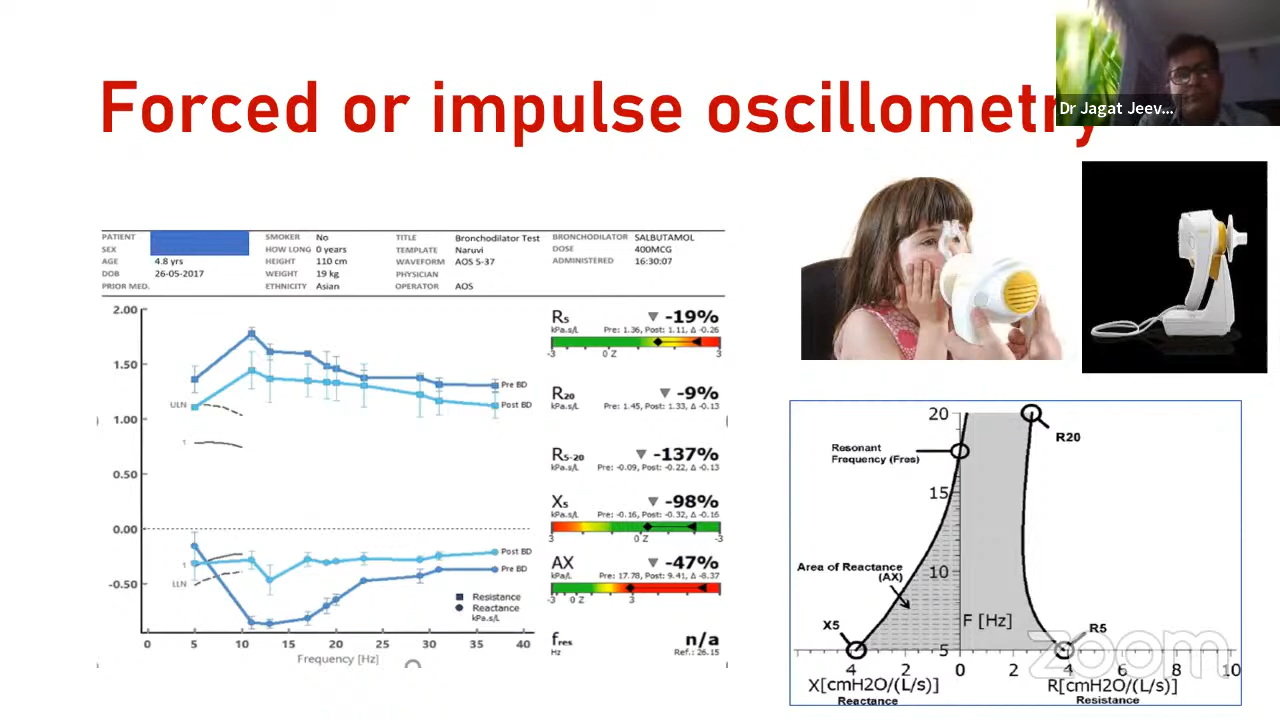 Forced or impulse oscillometry
Dr Jagat Jeev...
PATIENT SMOKER No TITLE Bronchodilator Test BRONCHODILATOR SALBUTAMOL
SEX HOW LONG 0 years TEMPLATE Naruvi DOSE 400MCG
AGE 4.8 yrs HEIGHT 110 cm WAVEFORM AOS 5-37 ADMINISTERED 16:30:07
DOB 26-05-2017 WEIGHT 19 kg PHYSICIAN
PRIOR MED. ETHNICITY Asian OPERATOR AOS
2.00
1.50
1.00
0.50
0.00
-0.50
ULN
LLN
Pre BD
Post BD
Post BD
Pre BD
Resistance
Reactance
kPa.s/L
0 5 10 15 20 25 30 35 40
Frequency [Hz]
R5 ▼ -19%
kPa.s/L Pre: 1.36, Post: 1.11, Δ -0.26
-3 0 Z 3
R20 ▼ -9%
kPa.s/L Pre: 1.45, Post: 1.33, Δ -0.13
R5-20 ▼ -137%
kPa.s/L Pre: -0.09, Post: -0.22, Δ -0.13
X5 ▼ -98%
kPa.s/L Pre: -0.16, Post: -0.32, Δ -0.16
3 0 Z -3
AX ▼ -47%
kPa/L Pre: 17.78, Post: 9.41, Δ -8.37
-3 0 Z 3
fres n/a
Hz Ref.: 26.15
20
R20
Resonant
Frequency (Fres)
15
Area of Reactance
(AX)
10
F [Hz]
X5
R5
5
zoom
4 2 0 2 4 6 8 10
X[cmH2O/(L/s)] R[cmH2O/(L/s)]
Reactance Resistance